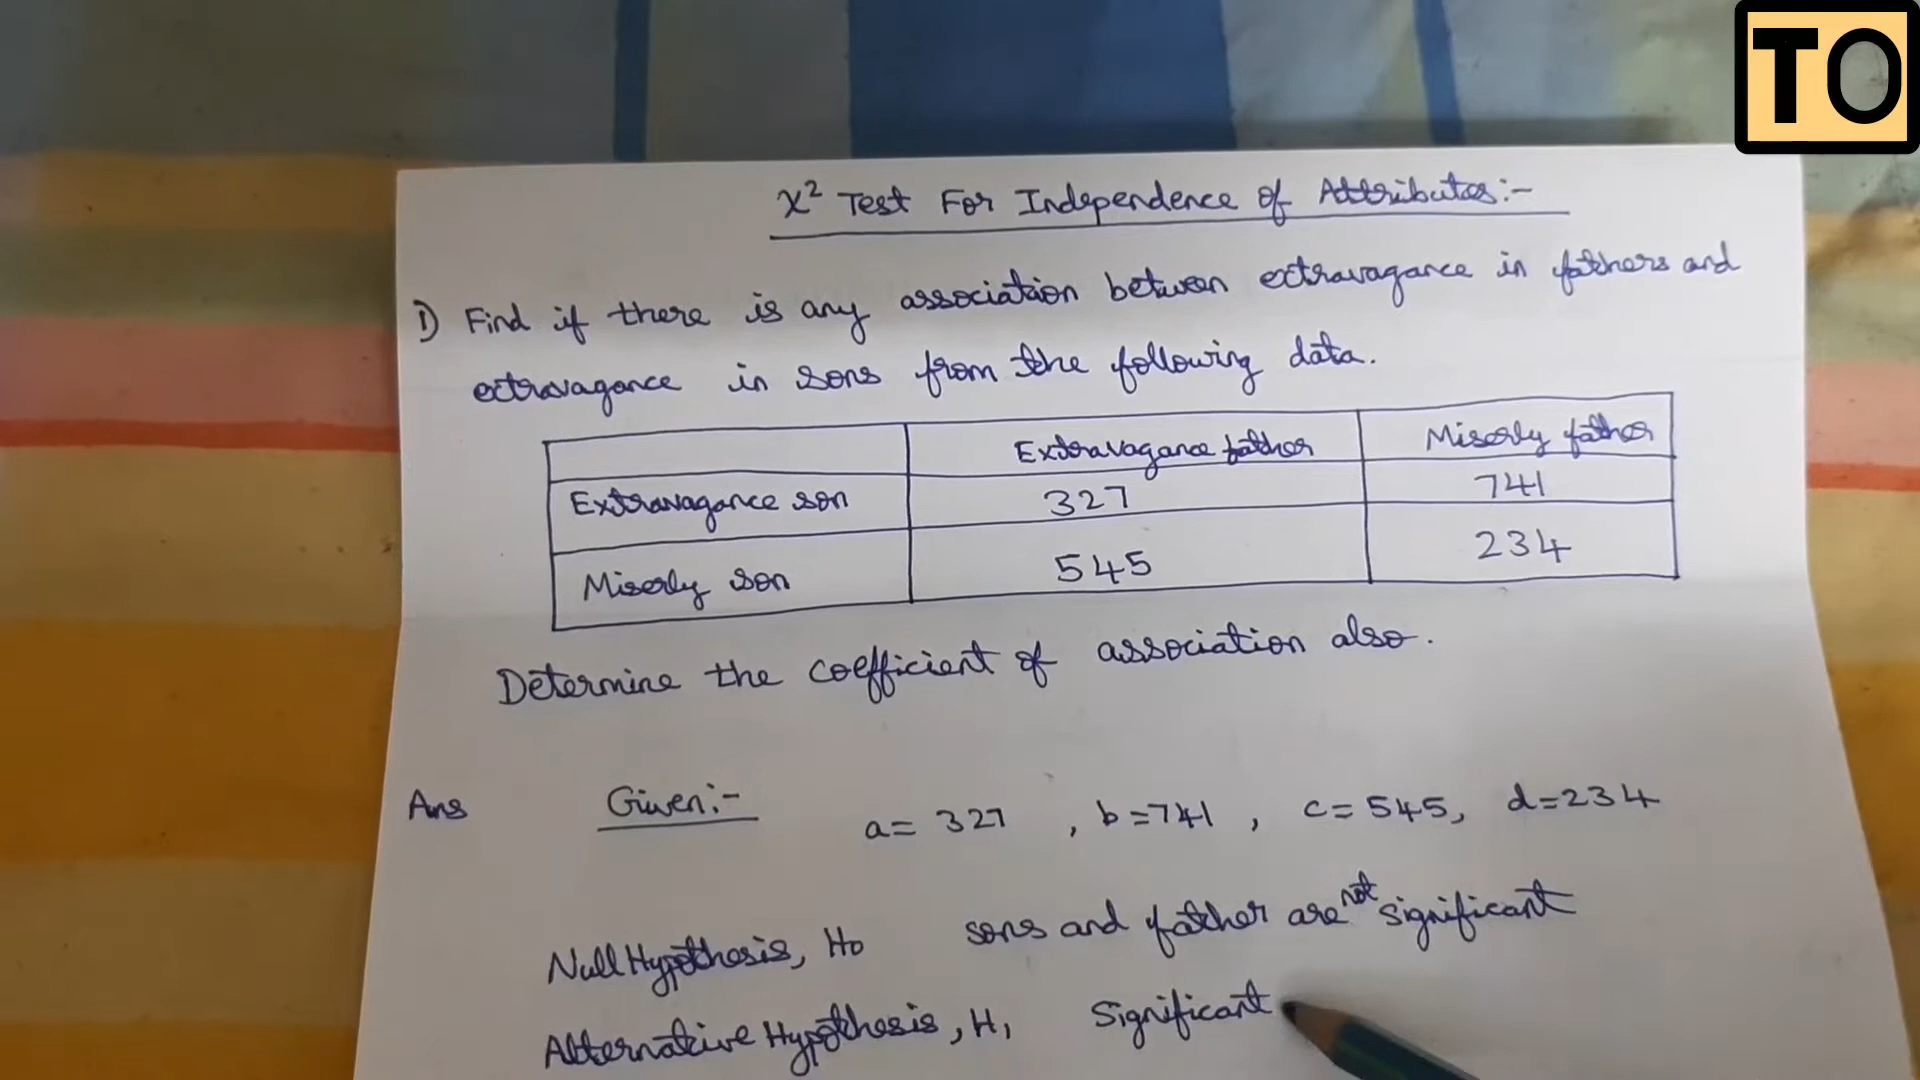 TO
χ² Test For Independence of Attributes:-
1) Find if there is any association between extravagance in fathers and
extravagance in sons from the following data.
Extravagance father Miserly father
Extravagance son 327 741
Miserly son 545 234
Determine the coefficient of association also.
Ans Given:- a= 327 , b=741 , c=545, d=234
Null Hypothesis, H0 sons and father are not significant
Alternative Hypothesis, H1 Significant